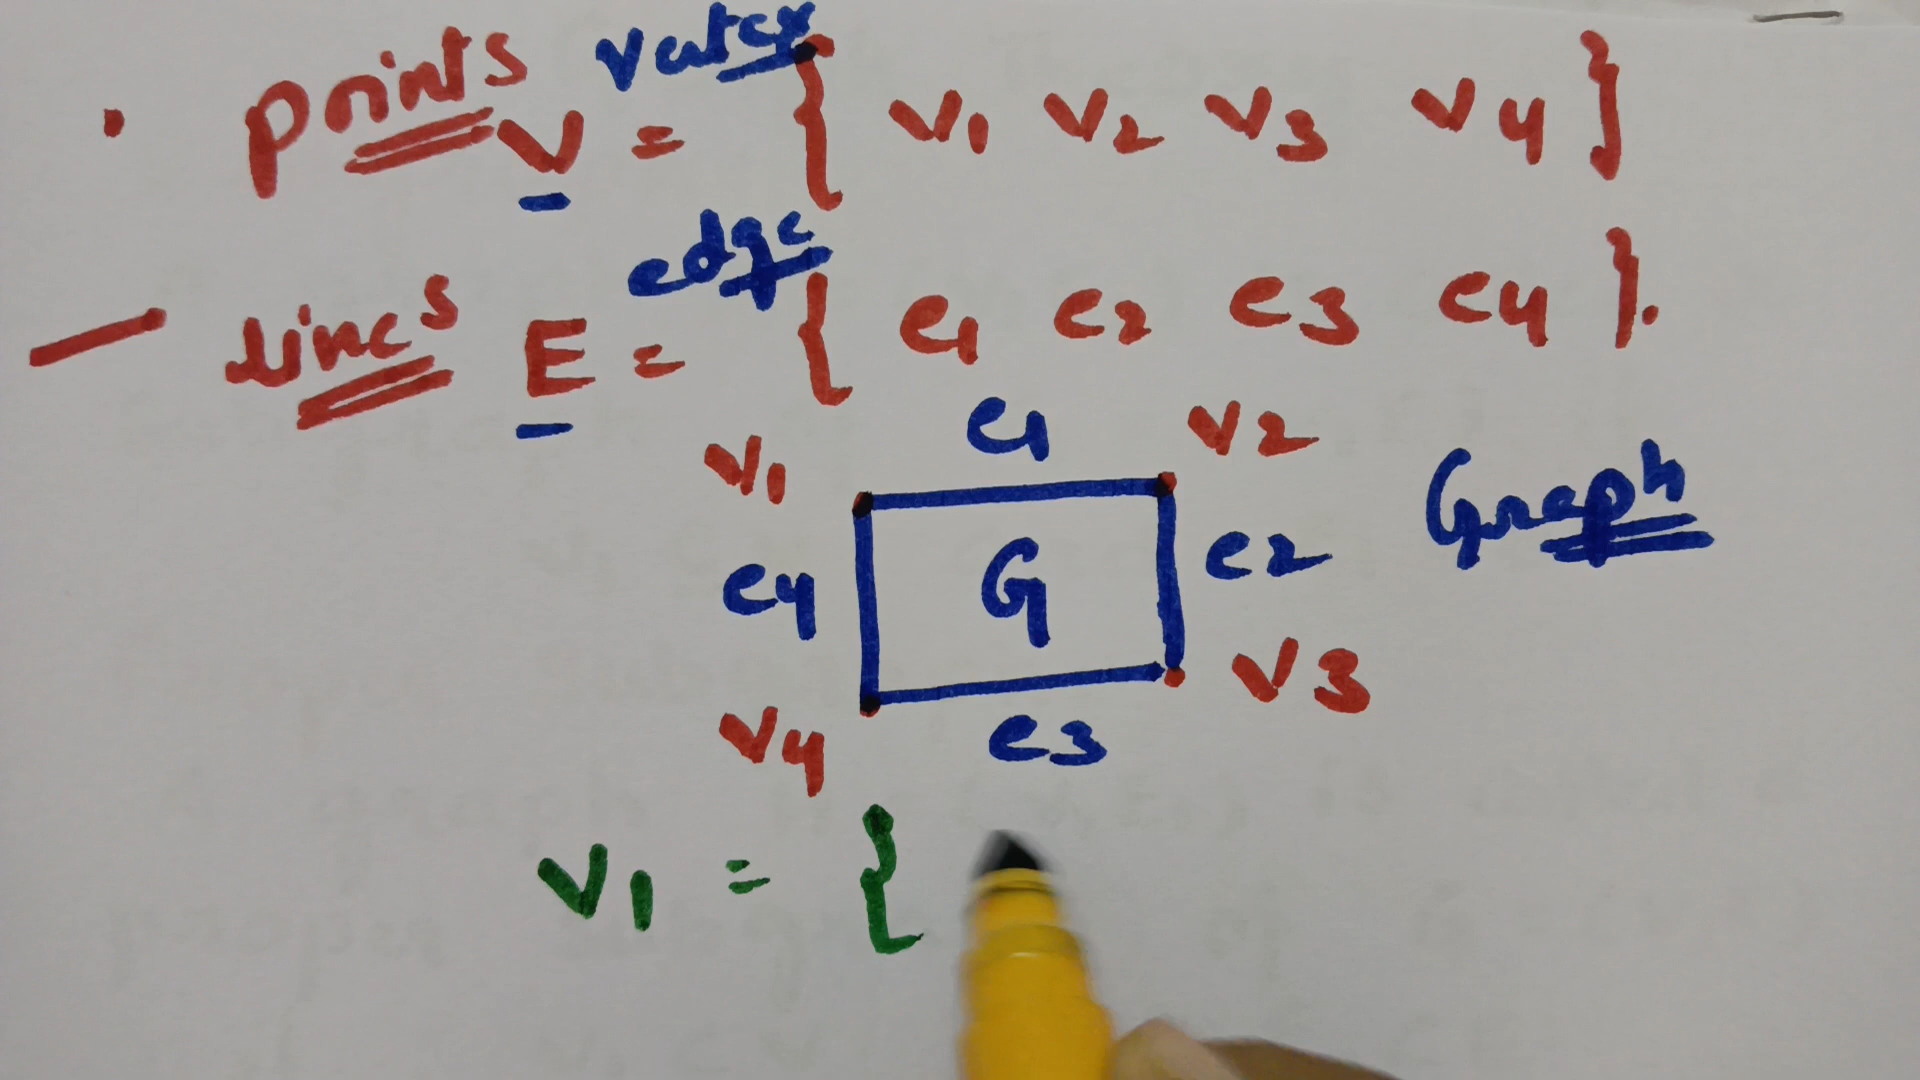 vertex
. points V = { v1 v2 v3 v4 }
edge
— lines E = { e1 e2 e3 e4 }.
v1 e1 v2
e4 G e2 Graph
v4 e3 v3
v1 = {